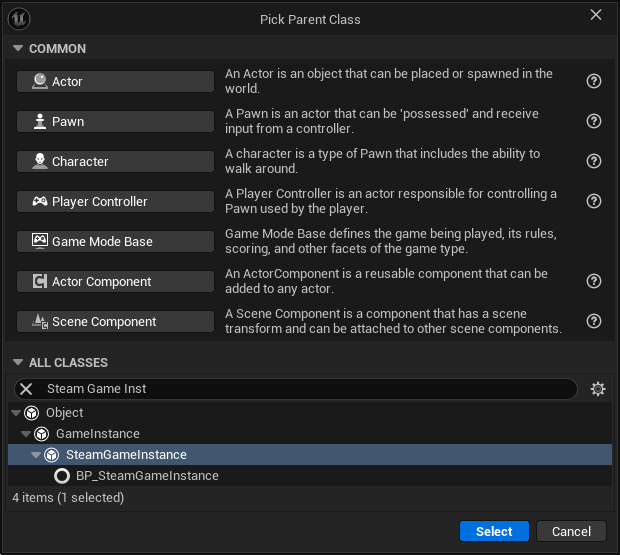 Pick Parent Class
COMMON
Actor
An Actor is an object that can be placed or spawned in the
world.
Pawn
A Pawn is an actor that can be 'possessed' and receive
input from a controller.
Character
A character is a type of Pawn that includes the ability to
walk around.
Player Controller
A Player Controller is an actor responsible for controlling a
Pawn used by the player.
Game Mode Base
Game Mode Base defines the game being played, its rules,
scoring, and other facets of the game type.
Actor Component
An ActorComponent is a reusable component that can be
added to any actor.
Scene Component
A Scene Component is a component that has a scene
transform and can be attached to other scene components.
ALL CLASSES
Steam Game Inst
Object
GameInstance
SteamGameInstance
BP_SteamGameInstance
4 items (1 selected)
Select
Cancel